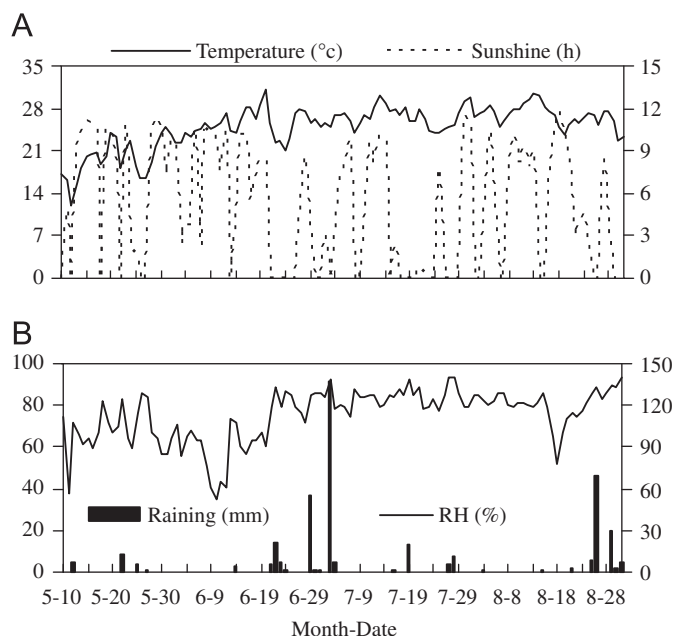 A
Temperature (°c) Sunshine (h)
35 15
28 12
21 9
14 6
7 3
0 0
B
100 150
80 120
60 90
40 60
Raining (mm) RH (%)
20 30
0 0
5-10 5-20 5-30 6-9 6-19 6-29 7-9 7-19 7-29 8-8 8-18 8-28
Month-Date